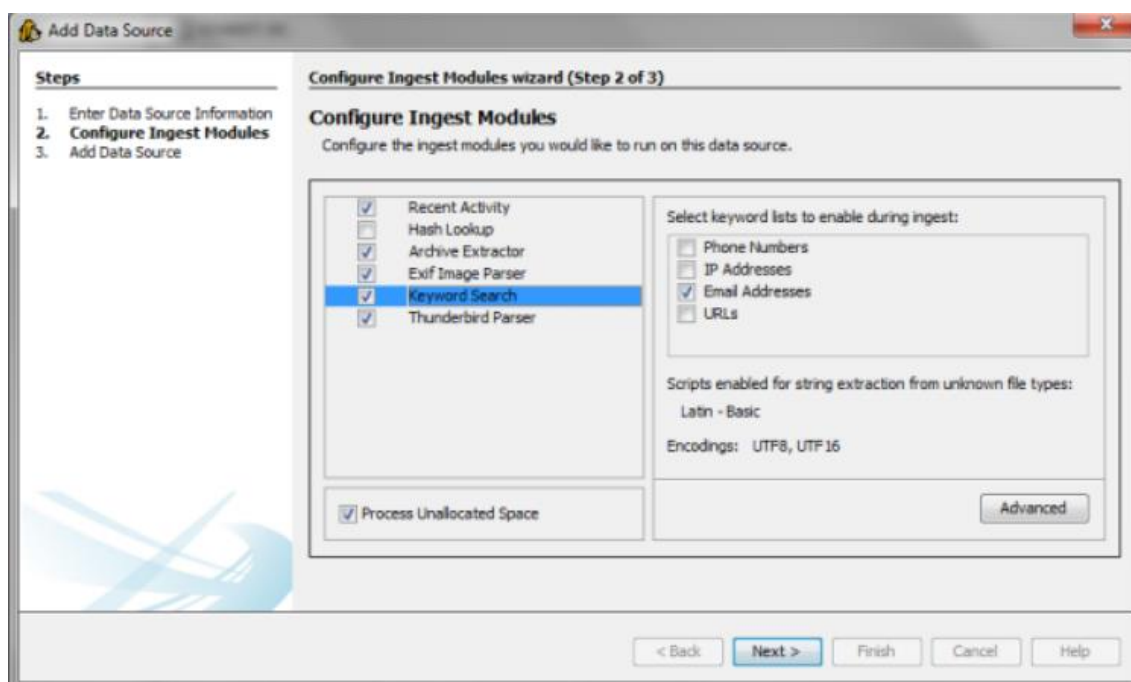 Add Data Source
Steps
1. Enter Data Source Information
2. Configure Ingest Modules
3. Add Data Source
Configure Ingest Modules wizard (Step 2 of 3)
Configure Ingest Modules
Configure the ingest modules you would like to run on this data source.
Recent Activity
Hash Lookup
Archive Extractor
Exif Image Parser
Keyword Search
Thunderbird Parser
Process Unallocated Space
Select keyword lists to enable during ingest:
Phone Numbers
IP Addresses
Email Addresses
URLs
Scripts enabled for string extraction from unknown file types:
Latin - Basic
Encodings: UTF8, UTF16
Advanced
< Back
Next >
Finish
Cancel
Help